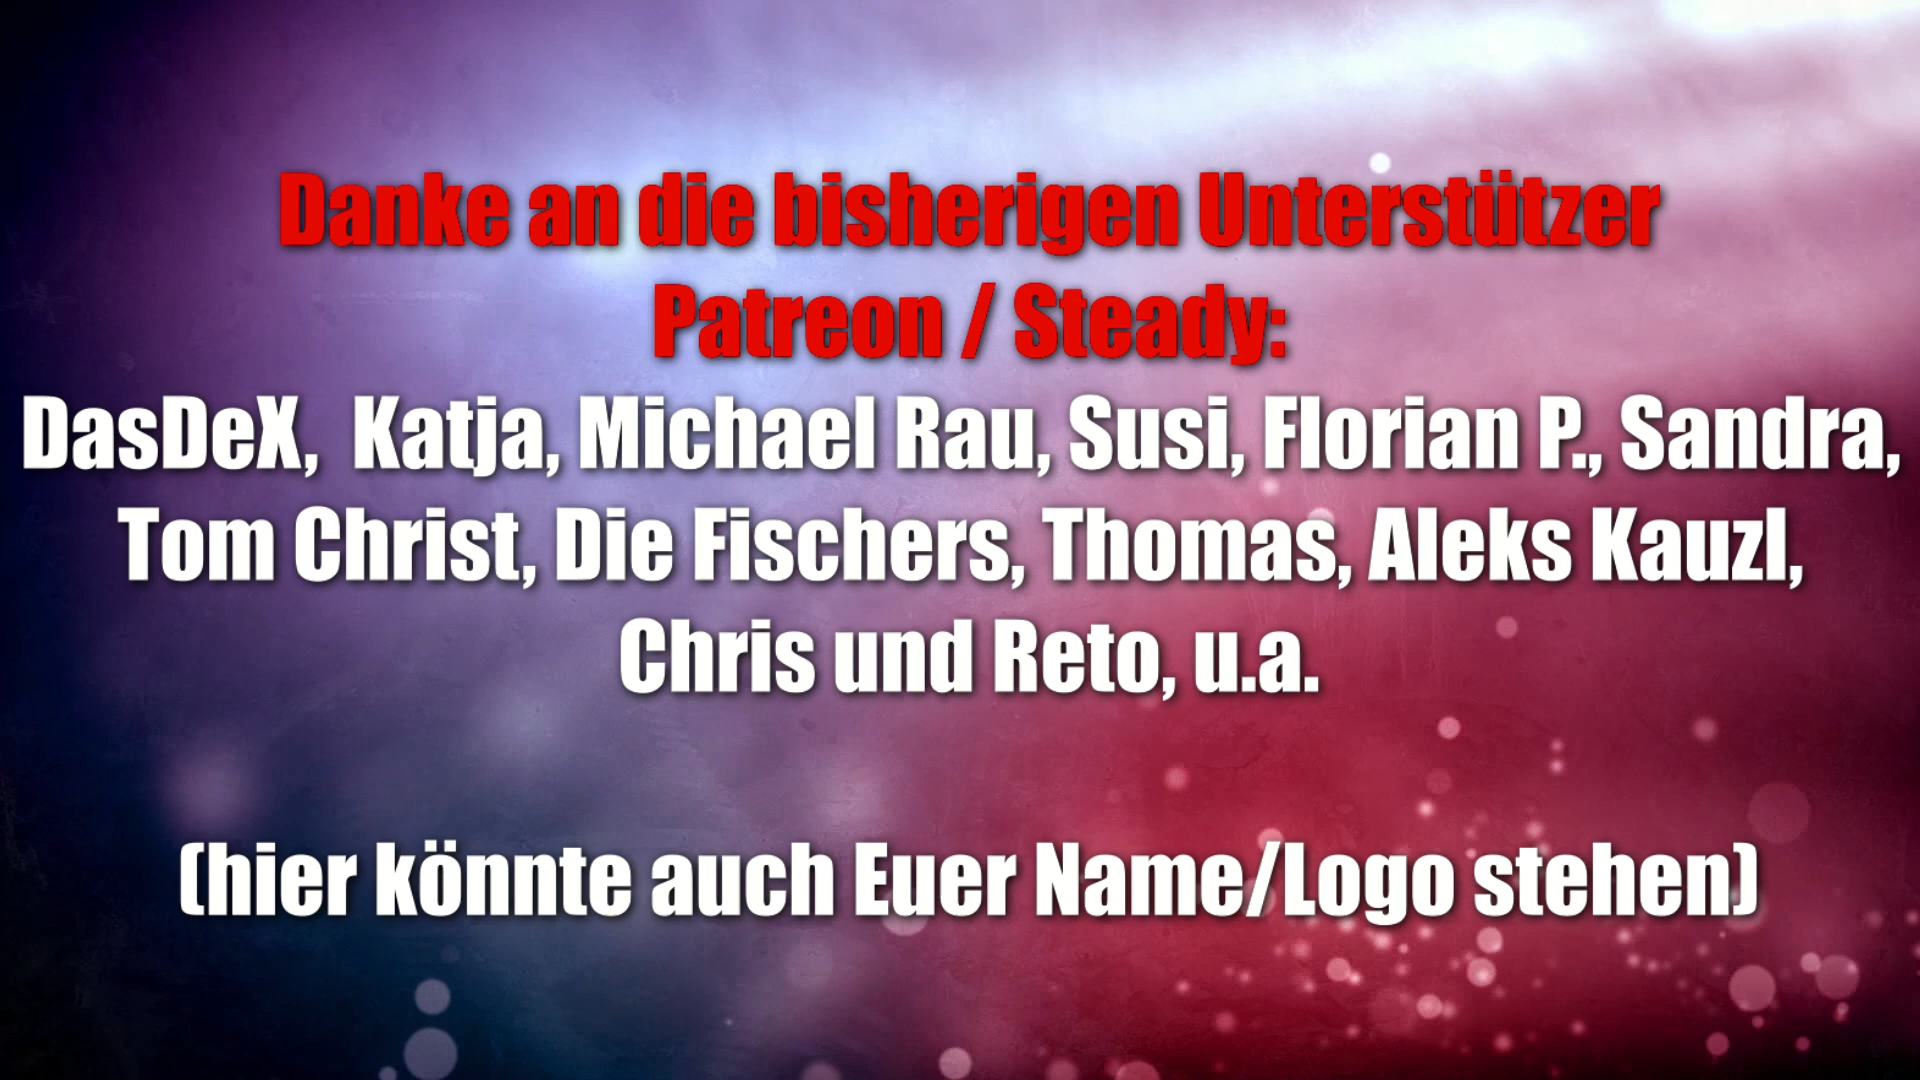 Danke an die bisherigen Unterstützer
Patreon / Steady:
DasDeX,  Katja, Michael Rau, Susi, Florian P., Sandra,
Tom Christ, Die Fischers, Thomas, Aleks Kauzl,
Chris und Reto, u.a.
(hier könnte auch Euer Name/Logo stehen)